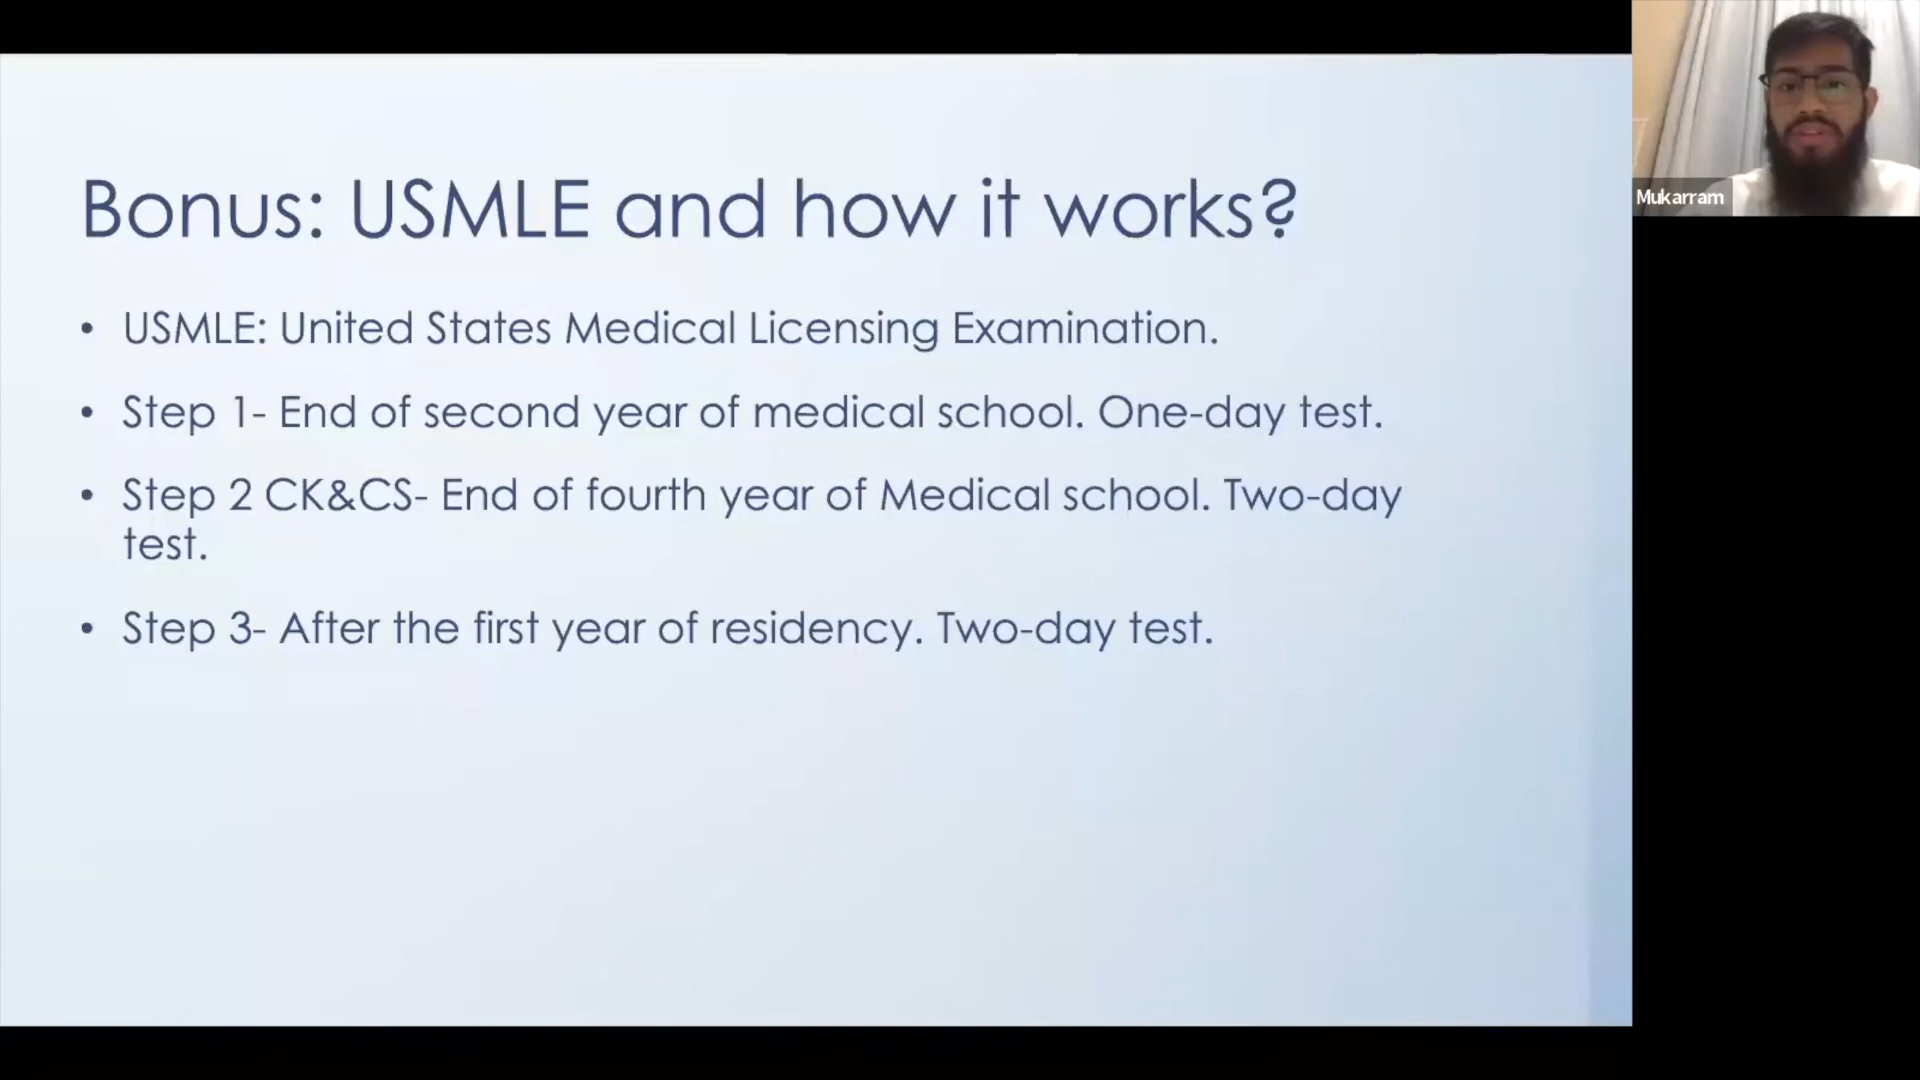 Bonus: USMLE and how it works?
• USMLE: United States Medical Licensing Examination.
• Step 1- End of second year of medical school. One-day test.
• Step 2 CK&CS- End of fourth year of Medical school. Two-day
test.
• Step 3- After the first year of residency. Two-day test.
Mukarram